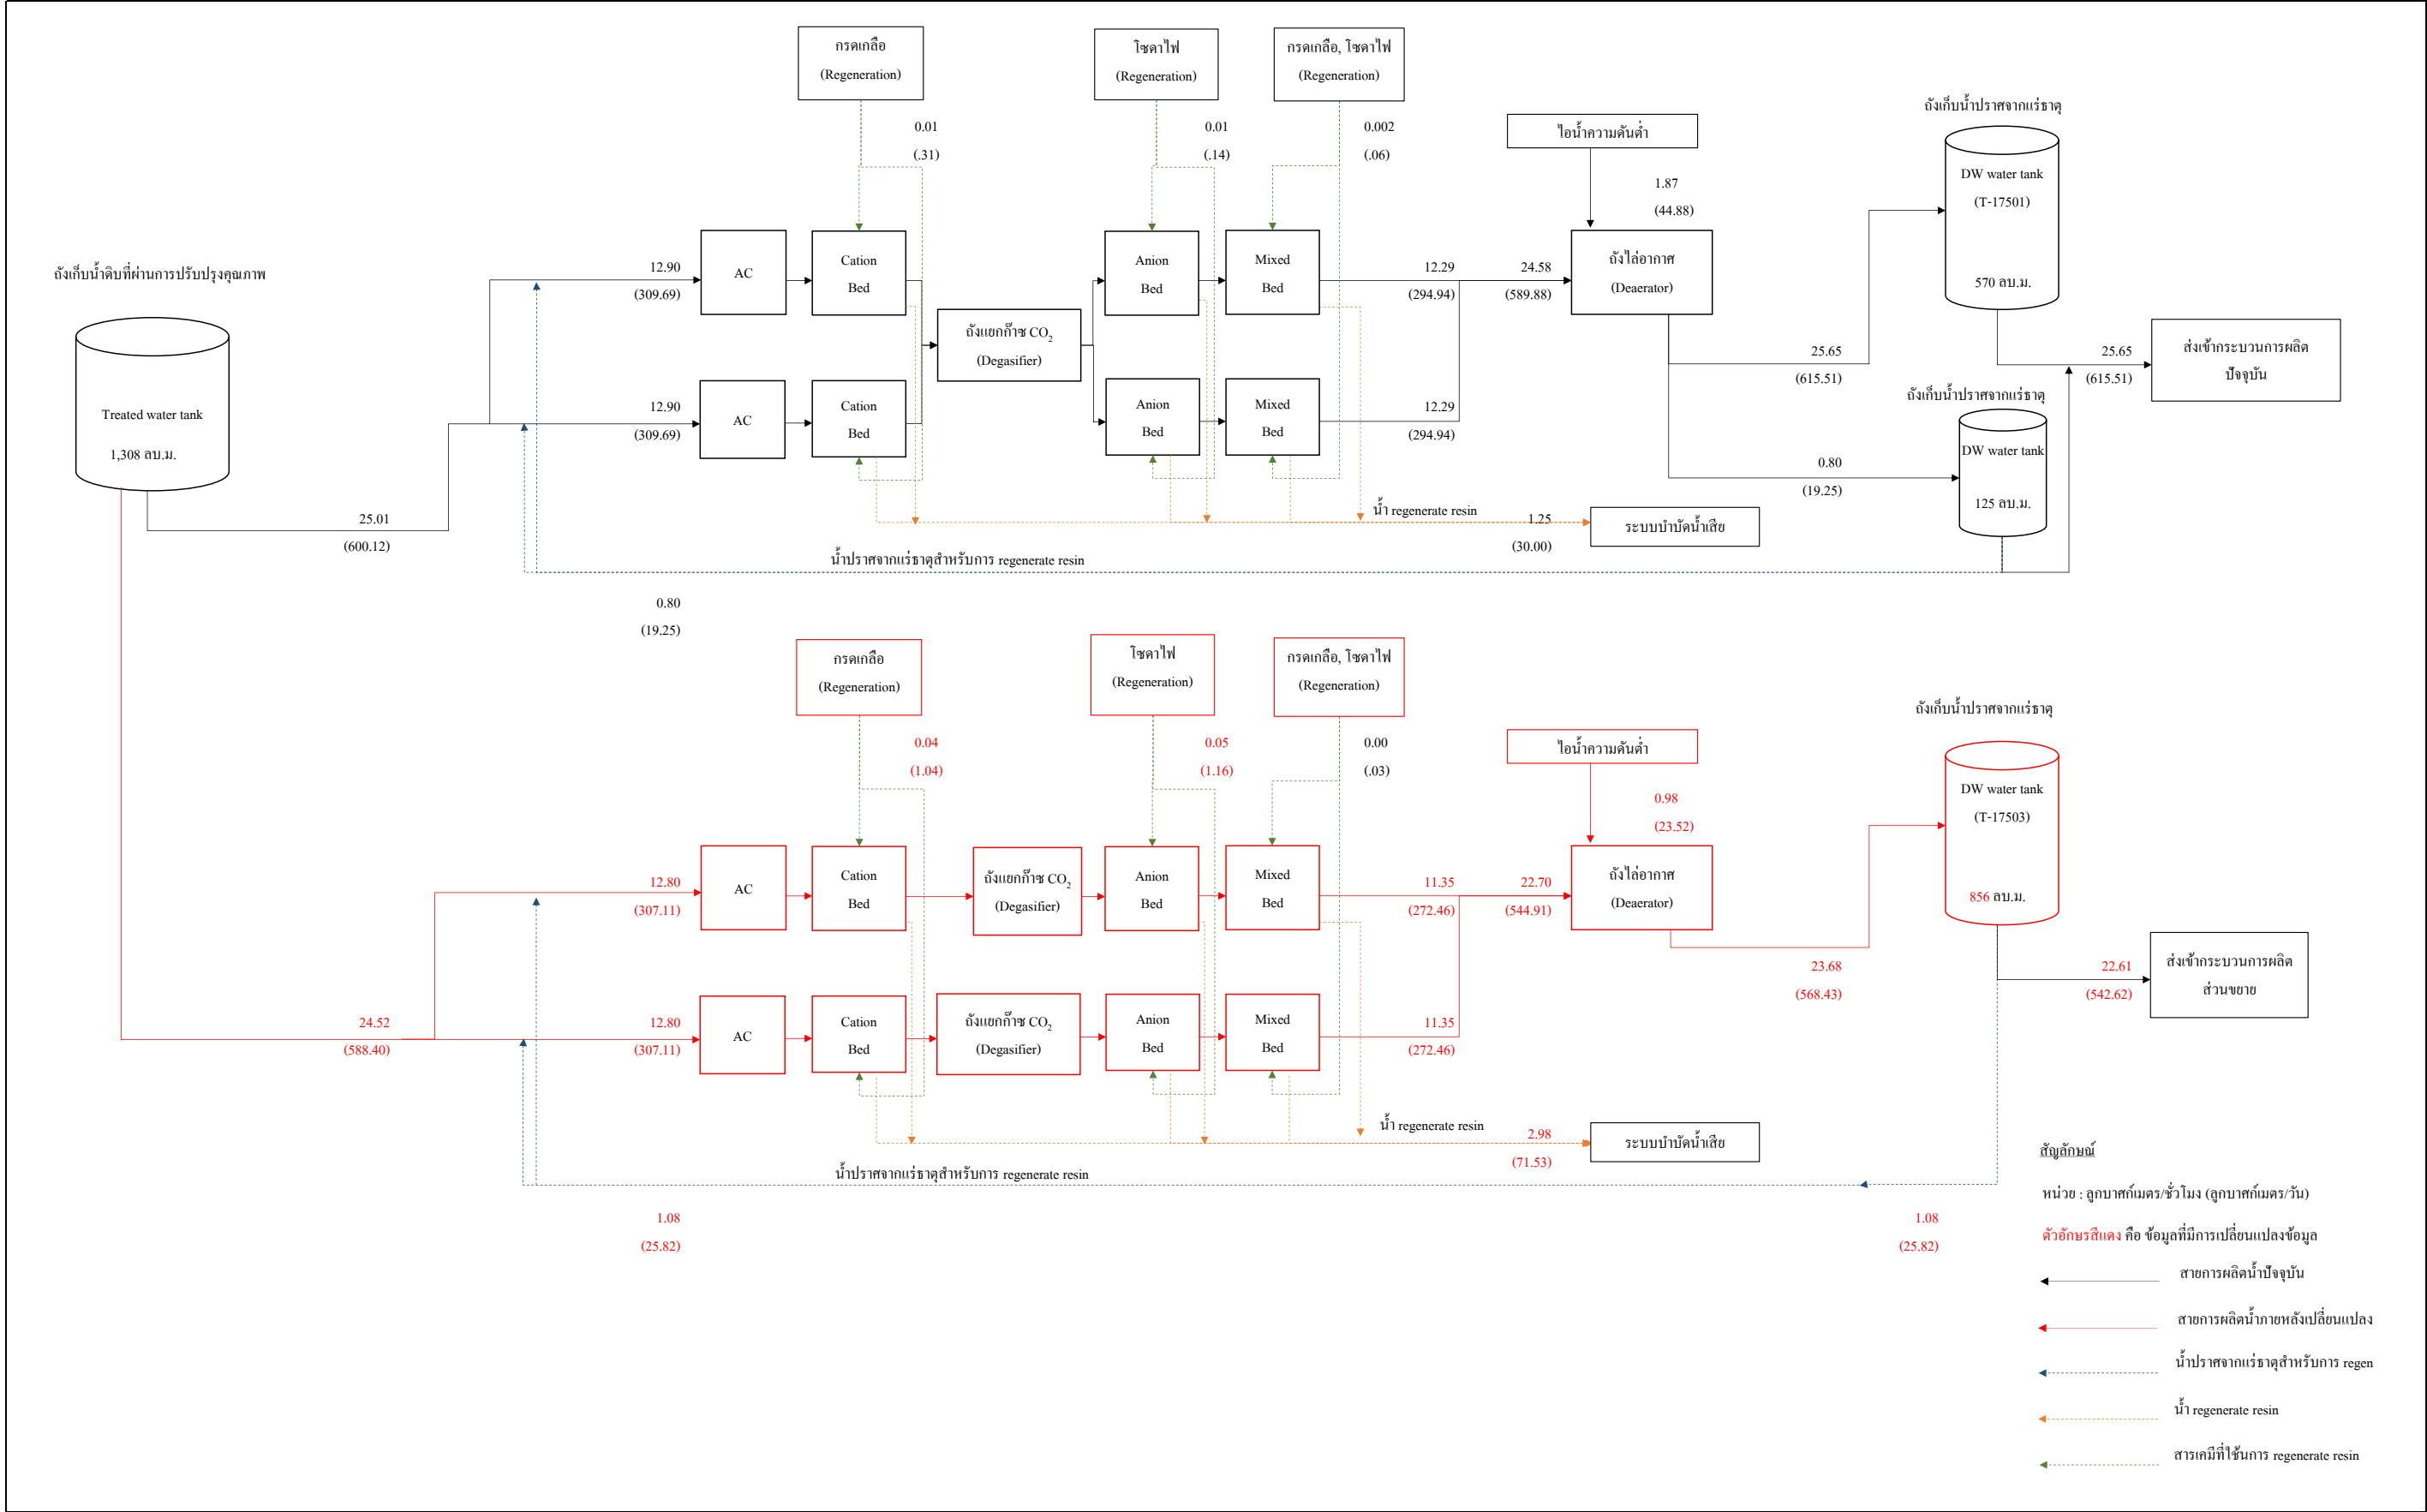 กรดเกลือ
(Regeneration)
โซดาไฟ
(Regeneration)
กรดเกลือ, โซดาไฟ
(Regeneration)
0.01
(.31)
0.01
(.14)
0.002
(.06)
ไอน้ำความดันต่ำ
1.87
(44.88)
ถังเก็บน้ำปราศจากแร่ธาตุ
DW water tank
(T-17501)
570 ลบ.ม.
ถังเก็บน้ำดิบที่ผ่านการปรับปรุงคุณภาพ
Treated water tank
1,308 ลบ.ม.
12.90
(309.69)
AC
Cation
Bed
ถังแยกก๊าซ CO2
(Degasifier)
Anion
Bed
Mixed
Bed
12.29
(294.94)
24.58
(589.88)
ถังไล่อากาศ
(Deaerator)
25.65
(615.51)
25.65
(615.51)
ส่งเข้ากระบวนการผลิต
ปัจจุบัน
12.90
(309.69)
AC
Cation
Bed
Anion
Bed
Mixed
Bed
12.29
(294.94)
ถังเก็บน้ำปราศจากแร่ธาตุ
DW water tank
125 ลบ.ม.
0.80
(19.25)
25.01
(600.12)
น้ำ regenerate resin
1.25
(30.00)
ระบบบำบัดน้ำเสีย
น้ำปราศจากแร่ธาตุสำหรับการ regenerate resin
0.80
(19.25)
กรดเกลือ
(Regeneration)
โซดาไฟ
(Regeneration)
กรดเกลือ, โซดาไฟ
(Regeneration)
0.04
(1.04)
0.05
(1.16)
0.00
(.03)
ไอน้ำความดันต่ำ
0.98
(23.52)
ถังเก็บน้ำปราศจากแร่ธาตุ
DW water tank
(T-17503)
856 ลบ.ม.
12.80
(307.11)
AC
Cation
Bed
ถังแยกก๊าซ CO2
(Degasifier)
Anion
Bed
Mixed
Bed
11.35
(272.46)
22.70
(544.91)
ถังไล่อากาศ
(Deaerator)
23.68
(568.43)
22.61
(542.62)
ส่งเข้ากระบวนการผลิต
ส่วนขยาย
24.52
(588.40)
12.80
(307.11)
AC
Cation
Bed
ถังแยกก๊าซ CO2
(Degasifier)
Anion
Bed
Mixed
Bed
11.35
(272.46)
น้ำ regenerate resin
2.98
(71.53)
ระบบบำบัดน้ำเสีย
น้ำปราศจากแร่ธาตุสำหรับการ regenerate resin
1.08
(25.82)
1.08
(25.82)
สัญลักษณ์
หน่วย : ลูกบาศก์เมตร/ชั่วโมง (ลูกบาศก์เมตร/วัน)
ตัวอักษรสีแดง คือ ข้อมูลที่มีการเปลี่ยนแปลงข้อมูล
สายการผลิตน้ำปัจจุบัน
สายการผลิตน้ำภายหลังเปลี่ยนแปลง
น้ำปราศจากแร่ธาตุสำหรับการ regen
น้ำ regenerate resin
สารเคมีที่ใช้นการ regenerate resin